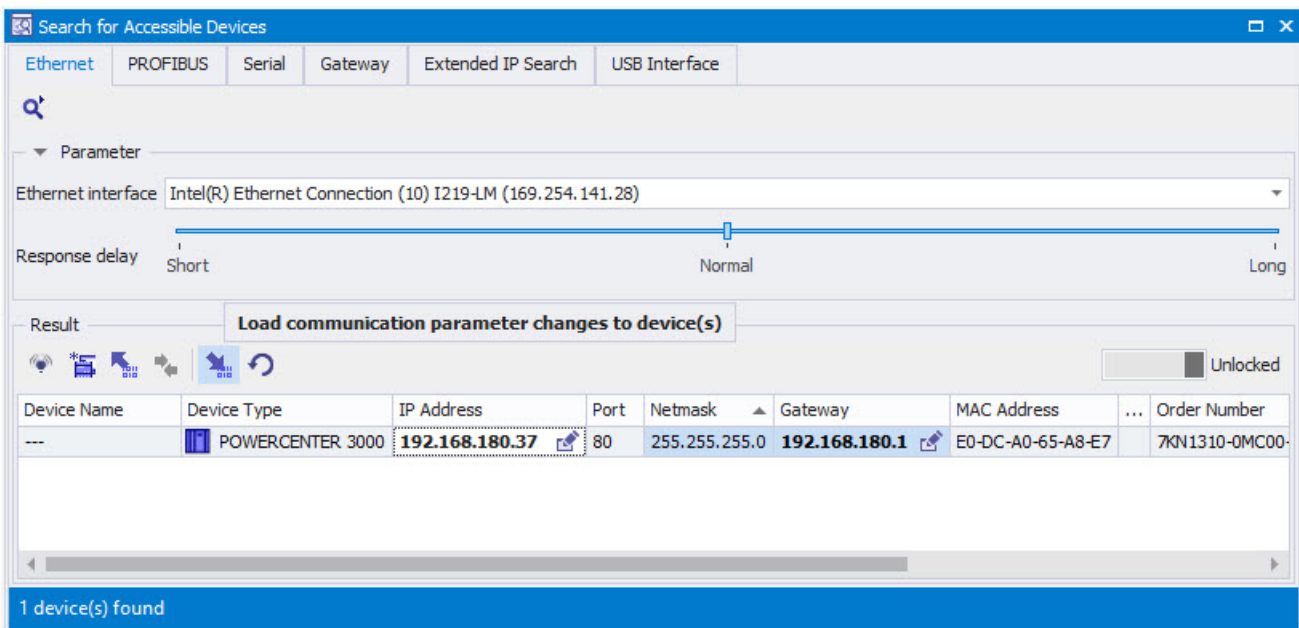 Search for Accessible Devices
Ethernet PROFIBUS Serial Gateway Extended IP Search USB Interface
Parameter
Ethernet interface Intel(R) Ethernet Connection (10) I219-LM (169.254.141.28)
Response delay Short Normal Long
Result Load communication parameter changes to device(s)
Unlocked
Device Name Device Type IP Address Port Netmask Gateway MAC Address ... Order Number
--- POWERCENTER 3000 192.168.180.37 80 255.255.255.0 192.168.180.1 E0-DC-A0-65-A8-E7 7KN1310-0MC00-
1 device(s) found